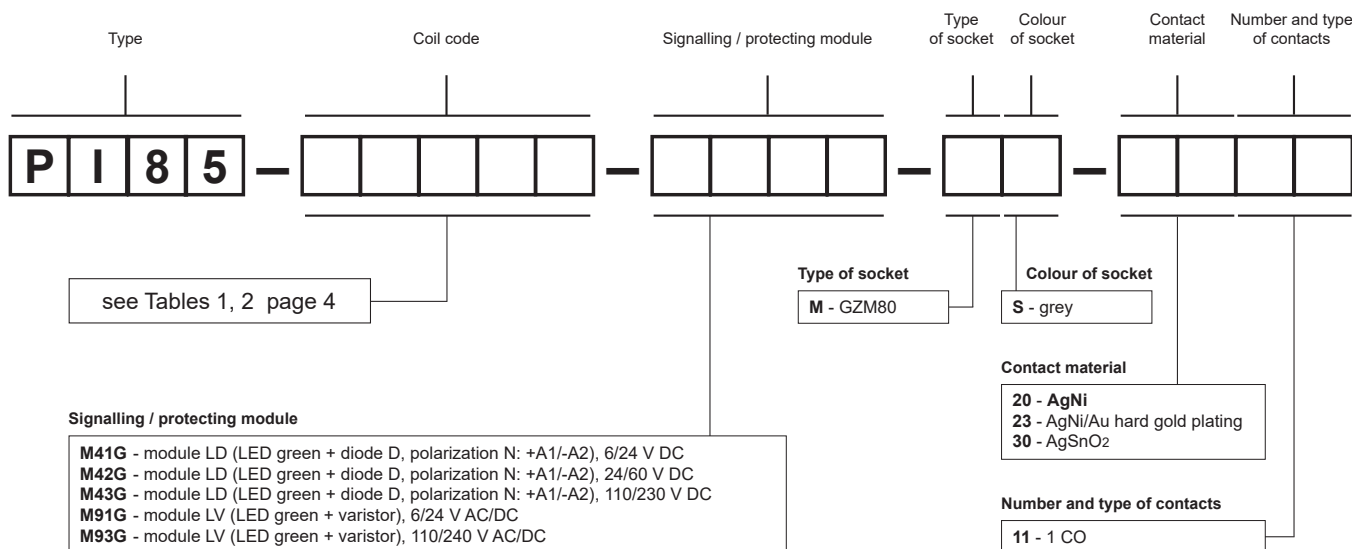 Type
Coil code
Signalling / protecting module
Type
of socket
Colour
of socket
Contact
material
Number and type
of contacts
P I 8 5 – – – –
see Tables 1, 2 page 4
Type of socket
M - GZM80
Colour of socket
S - grey
Contact material
20 - AgNi
23 - AgNi/Au hard gold plating
30 - AgSnO2
Signalling / protecting module
M41G - module LD (LED green + diode D, polarization N: +A1/-A2), 6/24 V DC
M42G - module LD (LED green + diode D, polarization N: +A1/-A2), 24/60 V DC
M43G - module LD (LED green + diode D, polarization N: +A1/-A2), 110/230 V DC
M91G - module LV (LED green + varistor), 6/24 V AC/DC
M93G - module LV (LED green + varistor), 110/240 V AC/DC
Number and type of contacts
11 - 1 CO